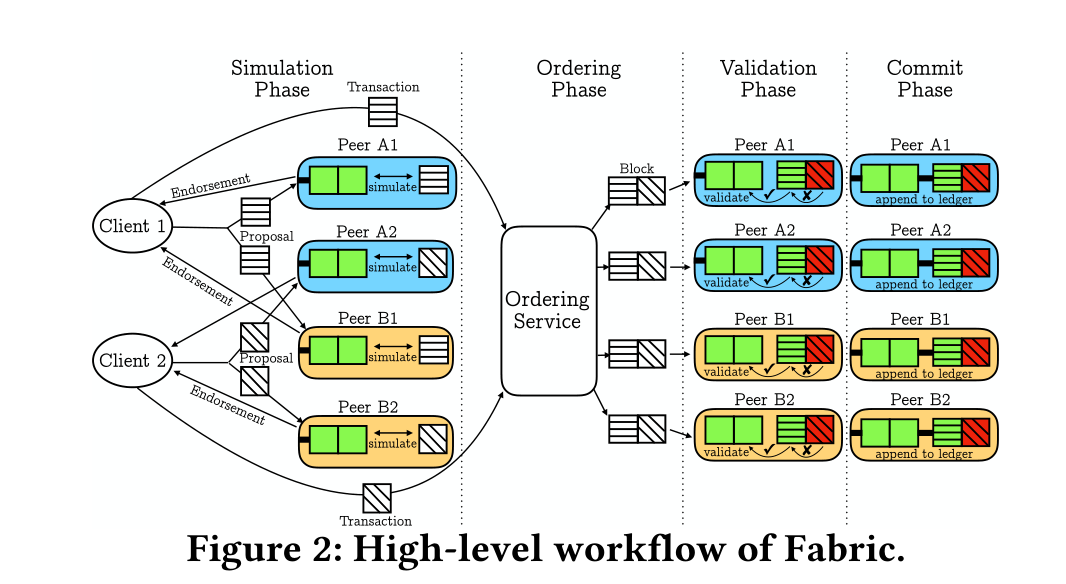 Simulation
Phase
Ordering
Phase
Validation
Phase
Commit
Phase
Transaction
Peer A1
simulate
Endorsement
Client 1
Proposal
Peer A2
simulate
Endorsement
Peer B1
simulate
Client 2
Proposal
Endorsement
Peer B2
simulate
Transaction
Ordering
Service
Block
Peer A1
validate ✓ ✗
Peer A2
validate ✓ ✗
Peer B1
validate ✓ ✗
Peer B2
validate ✓ ✗
Peer A1
append to ledger
Peer A2
append to ledger
Peer B1
append to ledger
Peer B2
append to ledger
Figure 2: High-level workflow of Fabric.